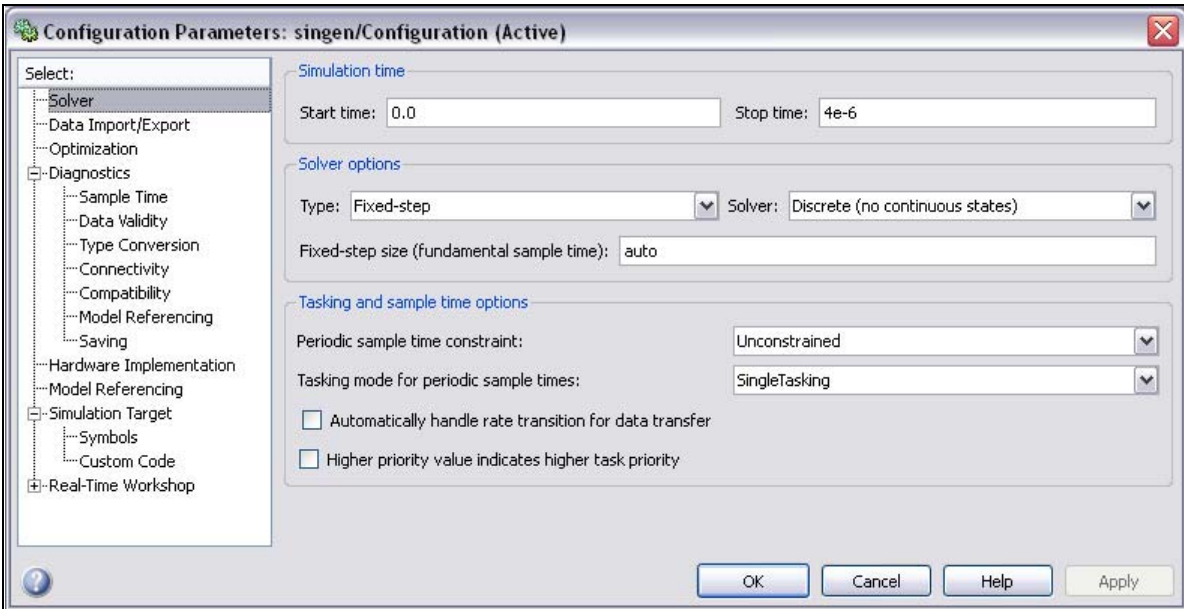 Configuration Parameters: singen/Configuration (Active)
Select:
Solver
Data Import/Export
Optimization
Diagnostics
Sample Time
Data Validity
Type Conversion
Connectivity
Compatibility
Model Referencing
Saving
Hardware Implementation
Model Referencing
Simulation Target
Symbols
Custom Code
Real-Time Workshop
Simulation time
Start time: 0.0 Stop time: 4e-6
Solver options
Type: Fixed-step Solver: Discrete (no continuous states)
Fixed-step size (fundamental sample time): auto
Tasking and sample time options
Periodic sample time constraint: Unconstrained
Tasking mode for periodic sample times: SingleTasking
Automatically handle rate transition for data transfer
Higher priority value indicates higher task priority
? OK Cancel Help Apply